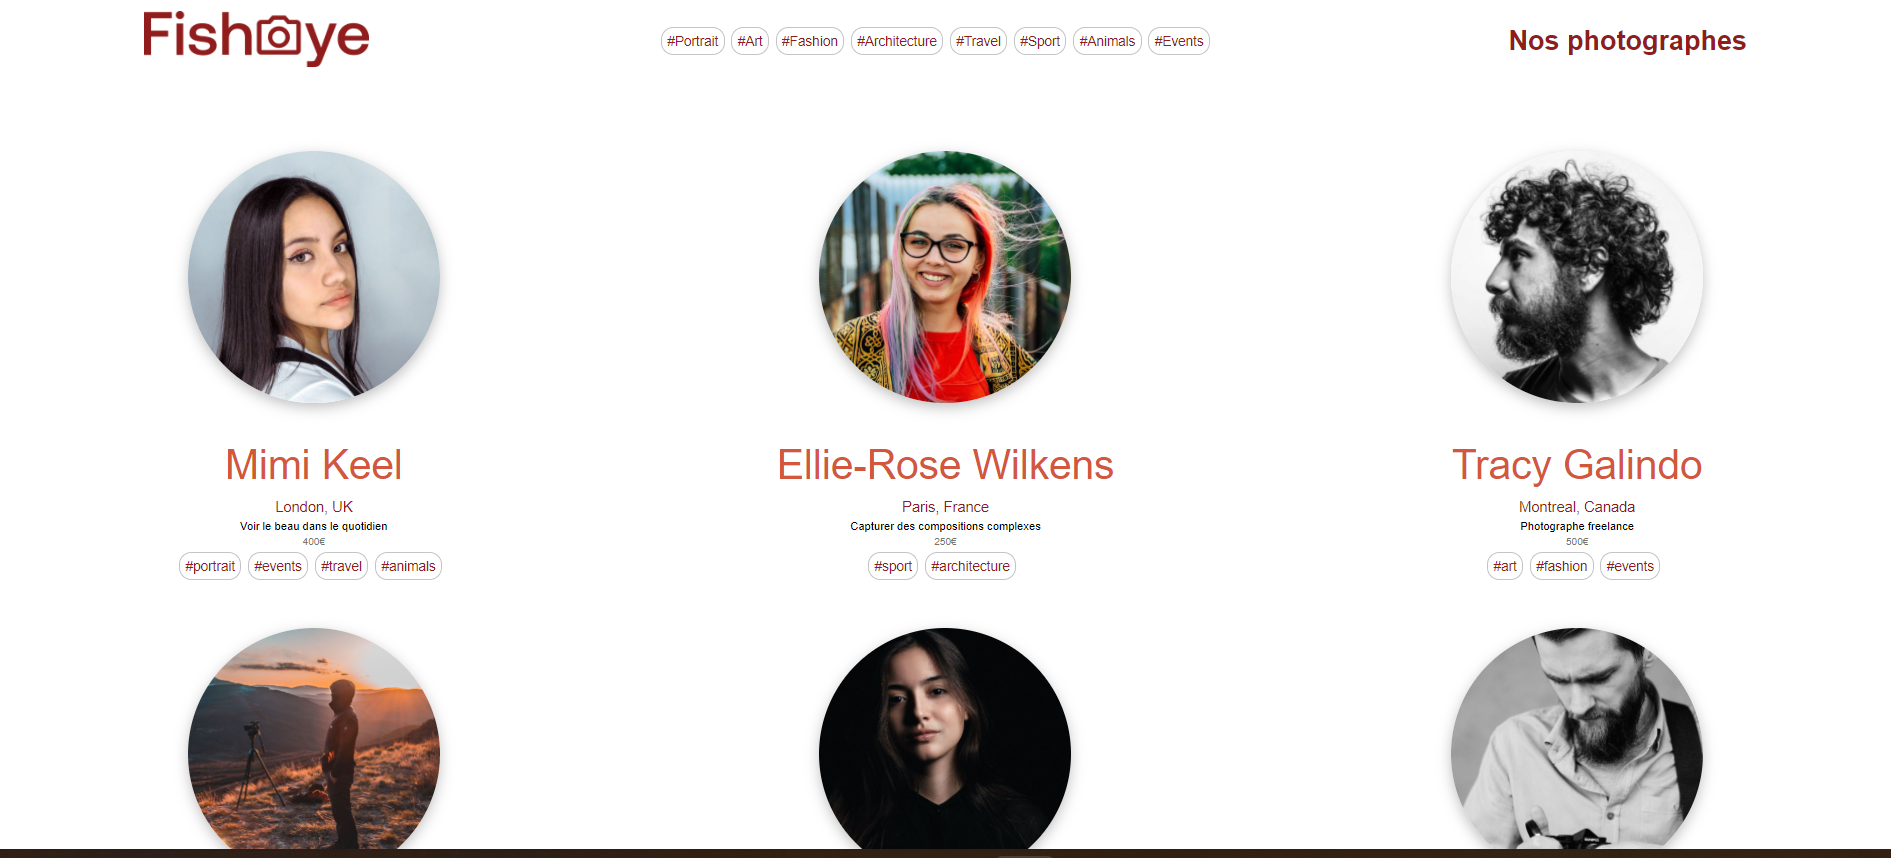 Fisheye
#Portrait #Art #Fashion #Architecture #Travel #Sport #Animals #Events
Nos photographes
Mimi Keel
London, UK
Voir le beau dans le quotidien
400€
#portrait #events #travel #animals
Ellie-Rose Wilkens
Paris, France
Capturer des compositions complexes
250€
#sport #architecture
Tracy Galindo
Montreal, Canada
Photographe freelance
500€
#art #fashion #events